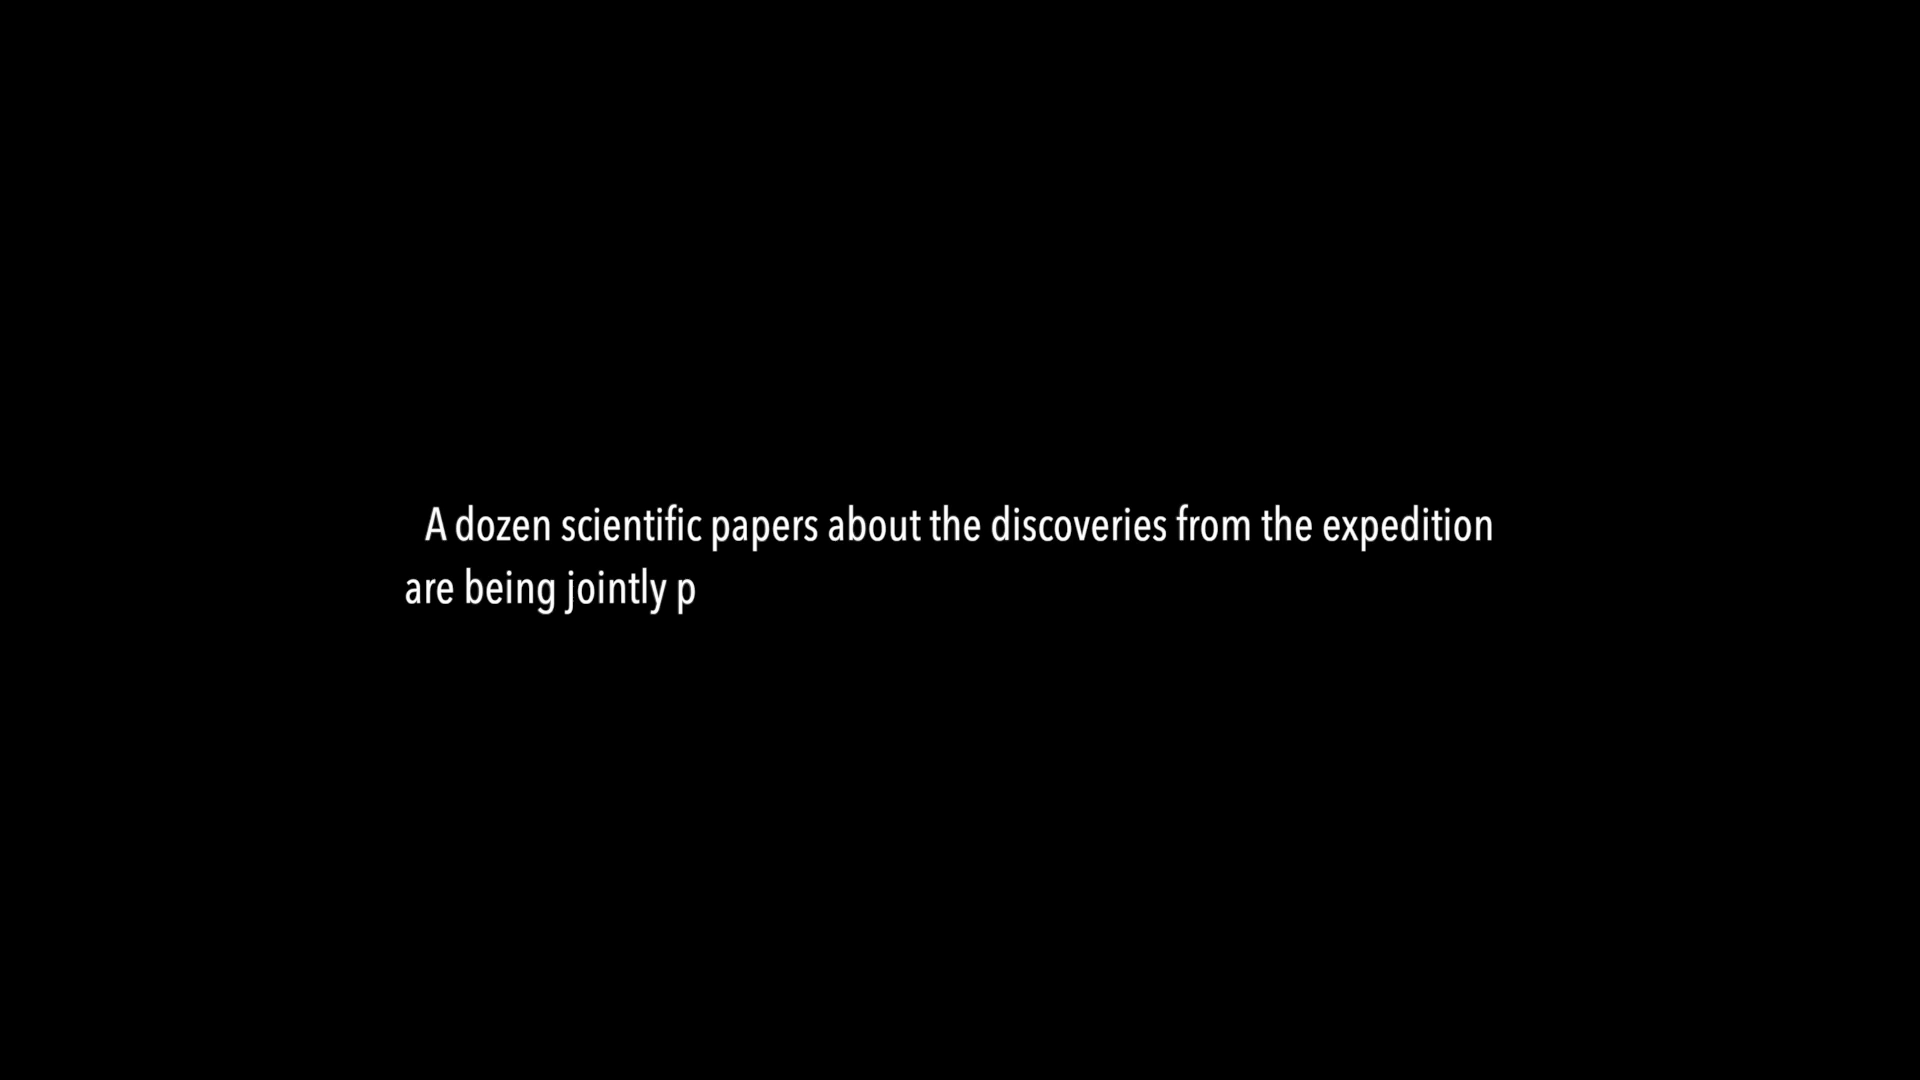 A dozen scientific papers about the discoveries from the expedition
are being jointly p